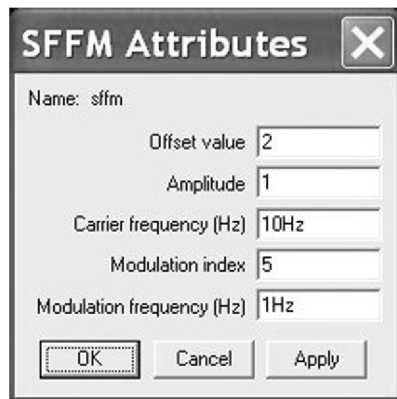 SFFM Attributes
Name: sffm
Offset value 2
Amplitude 1
Carrier frequency (Hz) 10Hz
Modulation index 5
Modulation frequency (Hz) 1Hz
OK Cancel Apply